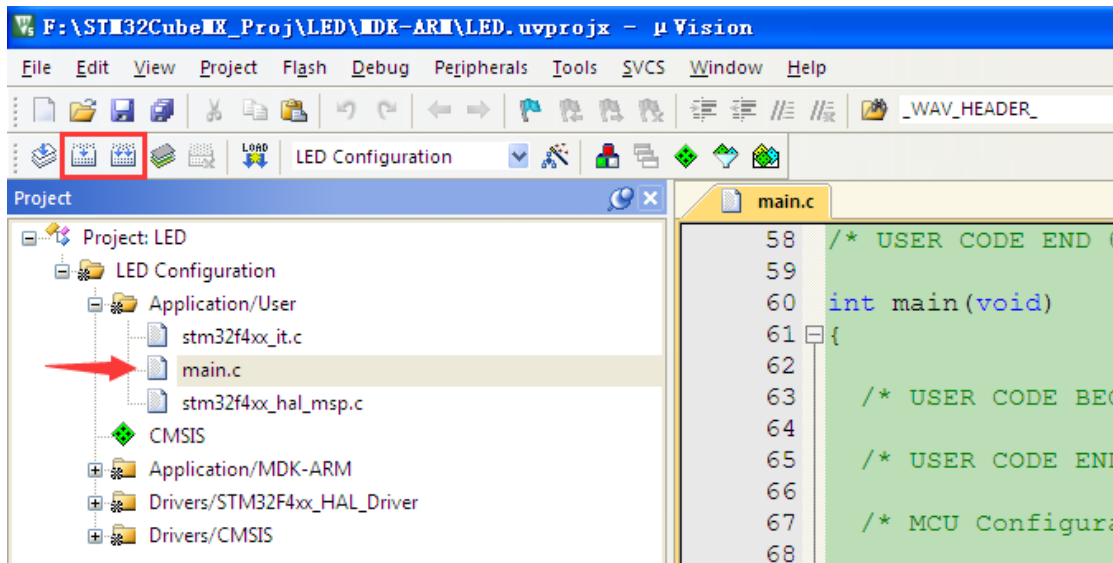 F:\STM32CubeMX_Proj\LED\MDK-ARM\LED.uvprojx - µVision
File Edit View Project Flash Debug Peripherals Tools SVCS Window Help
_WAV_HEADER_
LOAD LED Configuration
Project
main.c
Project: LED
LED Configuration
Application/User
stm32f4xx_it.c
main.c
stm32f4xx_hal_msp.c
CMSIS
Application/MDK-ARM
Drivers/STM32F4xx_HAL_Driver
Drivers/CMSIS
58 /* USER CODE END
59
60 int main(void)
61 {
62
63 /* USER CODE BEG
64
65 /* USER CODE END
66
67 /* MCU Configura
68